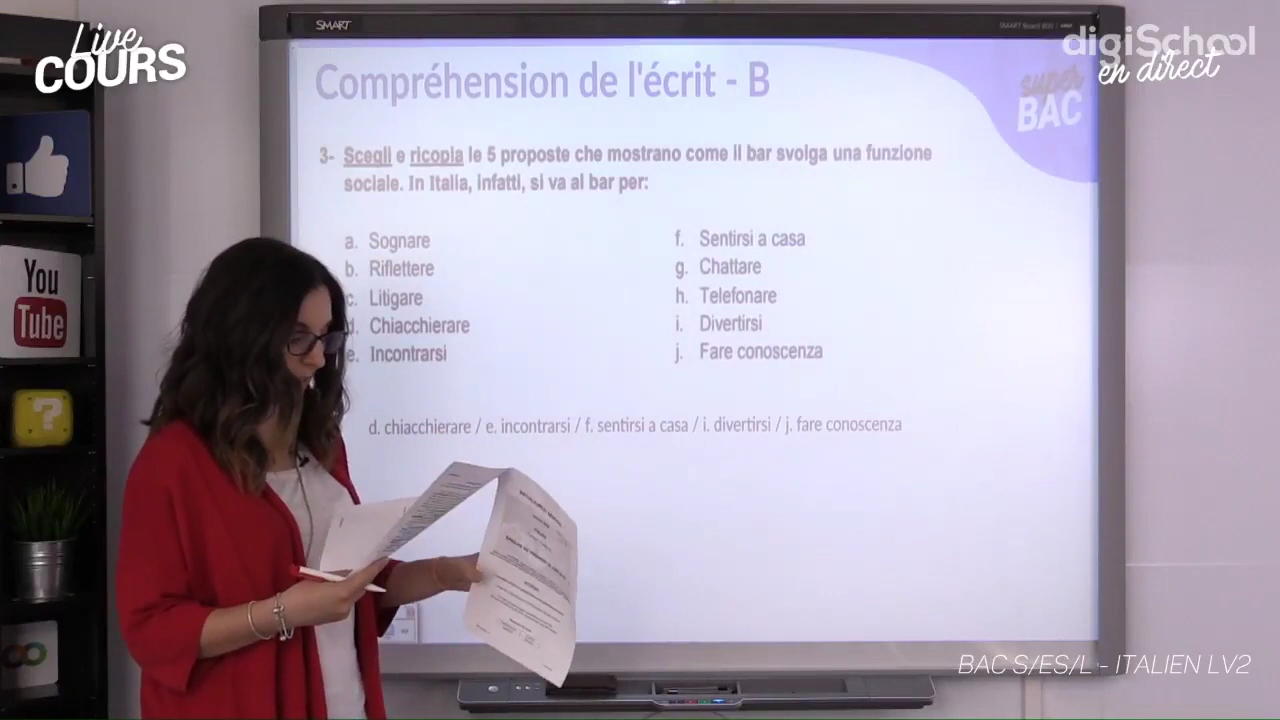 Live
COURS
SMART
digiSchool
en direct
super
BAC
Compréhension de l'écrit - B
3- Scegli e ricopia le 5 proposte che mostrano come il bar svolga una funzione
sociale. In Italia, infatti, si va al bar per:
a. Sognare
b. Riflettere
c. Litigare
d. Chiacchierare
e. Incontrarsi
f. Sentirsi a casa
g. Chattare
h. Telefonare
i. Divertirsi
j. Fare conoscenza
d. chiacchierare / e. incontrarsi / f. sentirsi a casa / i. divertirsi / j. fare conoscenza
You
Tube
?
BAC S/ES/L - ITALIEN LV2